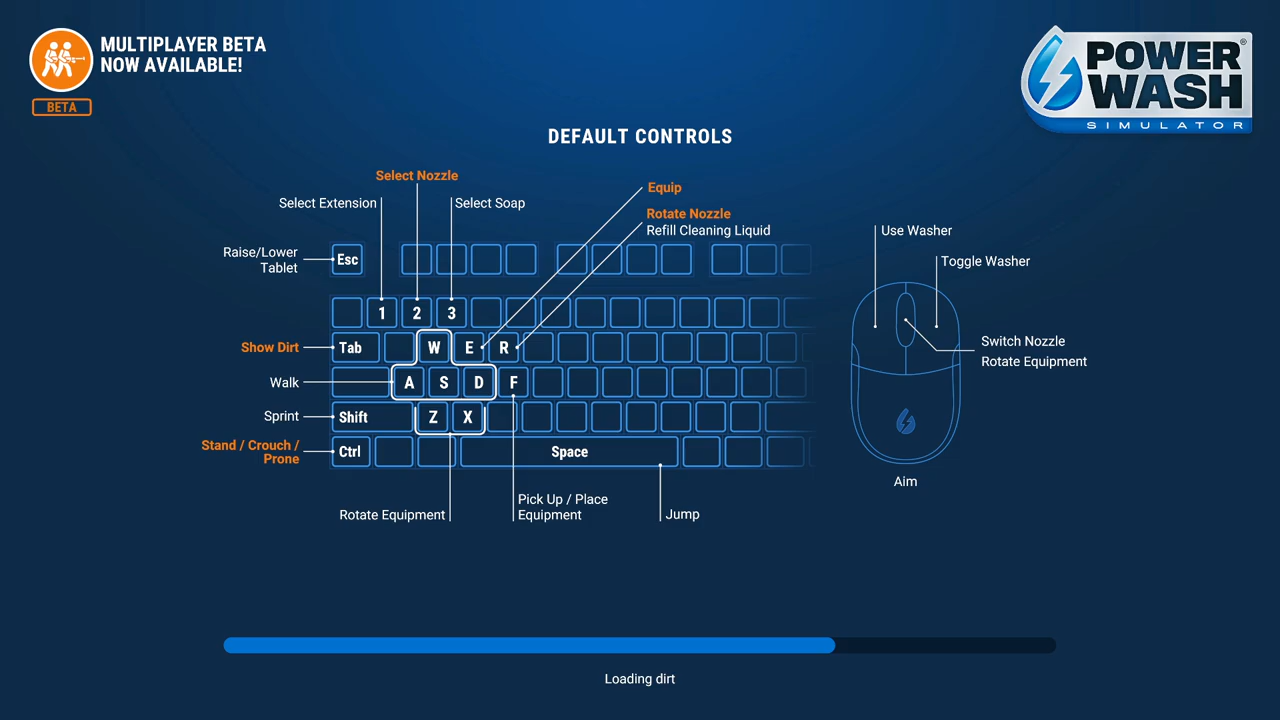 MULTIPLAYER BETA
NOW AVAILABLE!
BETA
POWER
WASH
SIMULATOR
®
DEFAULT CONTROLS
Select Nozzle
Select Extension
Select Soap
Equip
Rotate Nozzle
Refill Cleaning Liquid
Raise/Lower
Tablet
Esc
1 2 3
Show Dirt
Tab W E R
Walk
A S D F
Sprint
Shift Z X
Stand / Crouch /
Prone
Ctrl Space
Rotate Equipment
Pick Up / Place
Equipment
Jump
Use Washer
Toggle Washer
Switch Nozzle
Rotate Equipment
Aim
Loading dirt